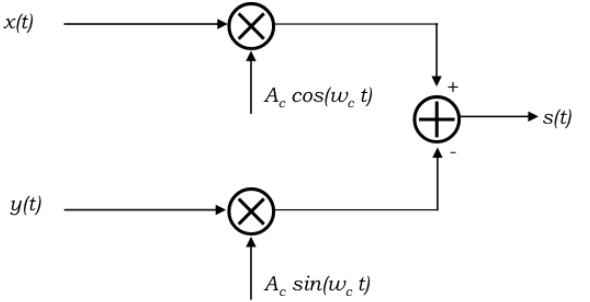 x(t)
+
A_c cos(w_c t)
s(t)
-
y(t)
A_c sin(w_c t)